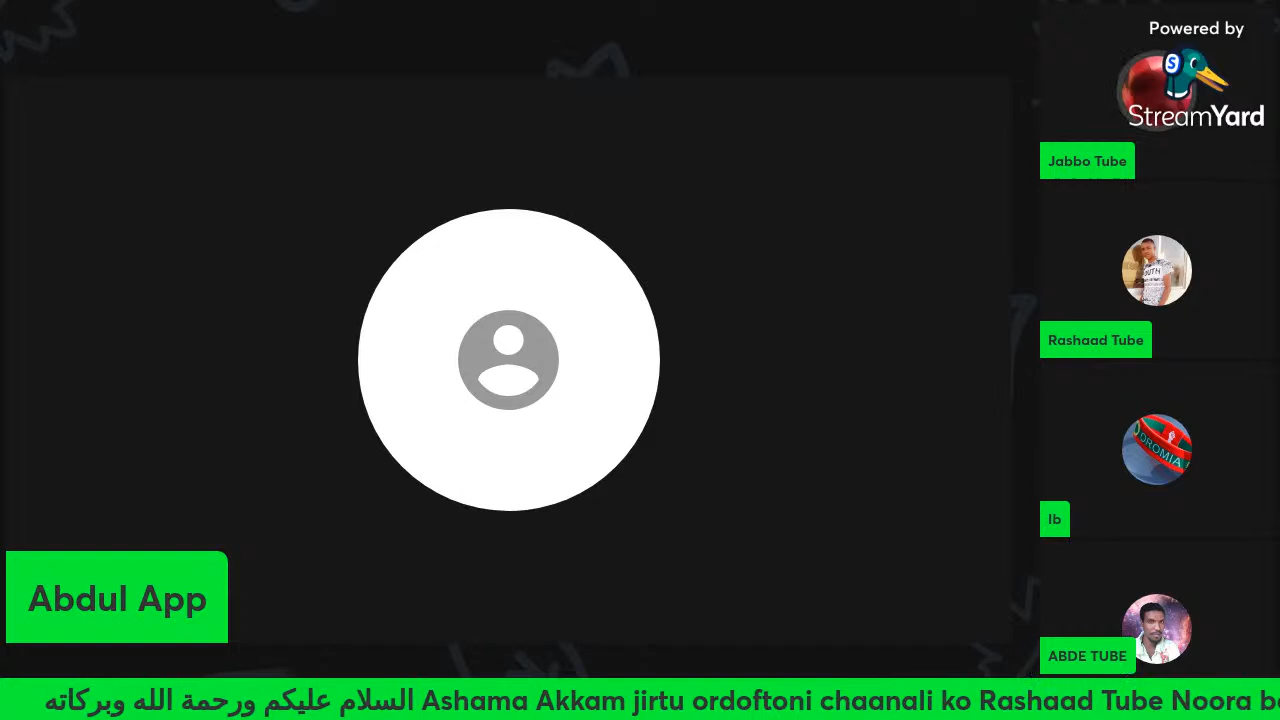 Powered by
StreamYard
Jabbo Tube
Rashaad Tube
OROMIA
Ib
Abdul App
ABDE TUBE
السلام عليكم ورحمة الله وبركاته Ashama Akkam jirtu ordoftoni chaanali ko Rashaad Tube Noora